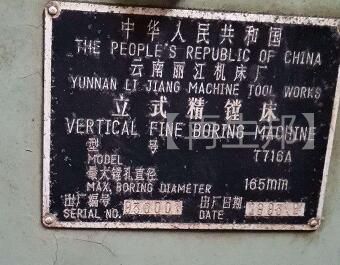 中华人民共和国
THE PEOPLE'S REPUBLIC OF CHINA
云南丽江机床厂
YUNNAN LI JIANG MACHINE TOOL WORKS
立式精镗床
VERTICAL FINE BORING MACHINE
型 号
MODEL T716A
最大镗孔直径
MAX. BORING DIAMETER 165mm
出厂编号 出厂日期
SERIAL NO. DATE
【再生邦】